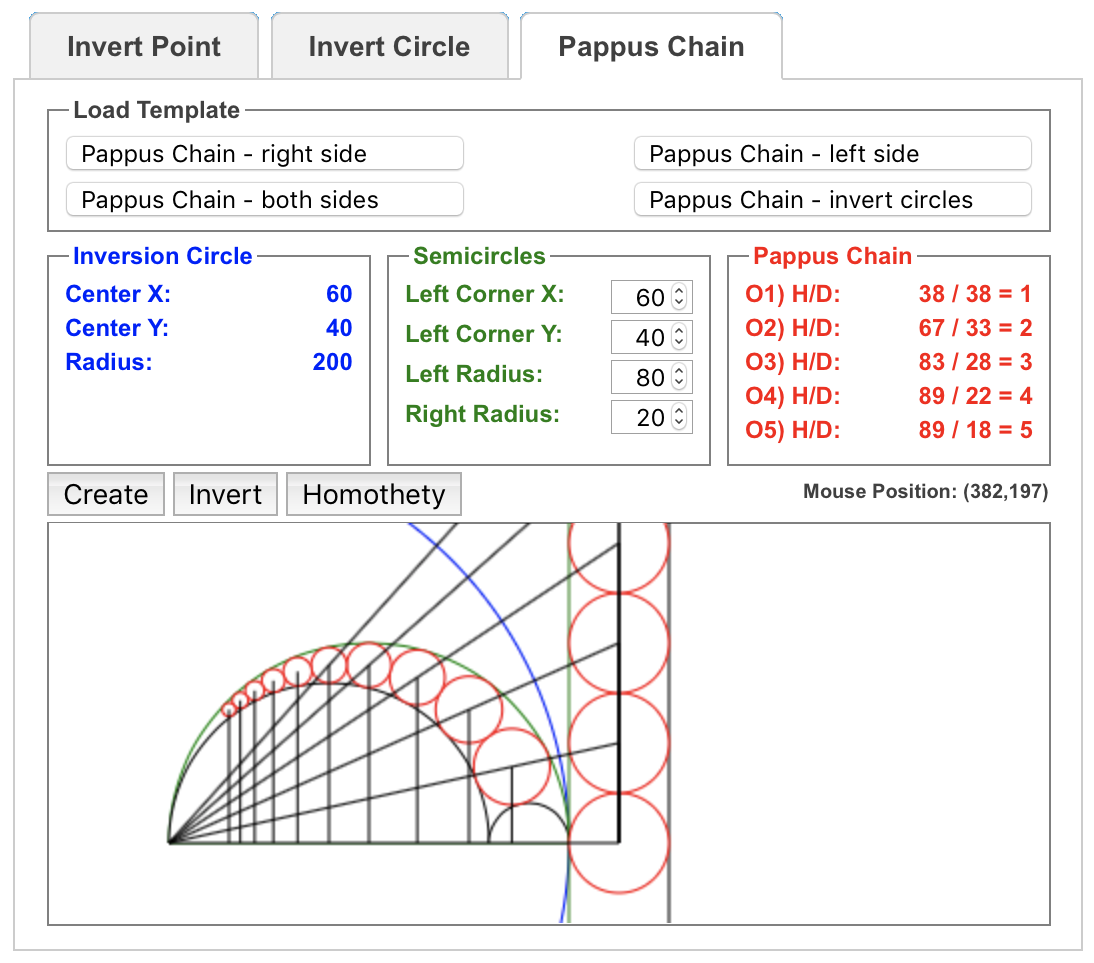 Invert Point Invert Circle Pappus Chain
Load Template
Pappus Chain - right side Pappus Chain - left side
Pappus Chain - both sides Pappus Chain - invert circles
Inversion Circle
Center X: 60
Center Y: 40
Radius: 200
Semicircles
Left Corner X: 60
Left Corner Y: 40
Left Radius: 80
Right Radius: 20
Pappus Chain
O1) H/D: 38 / 38 = 1
O2) H/D: 67 / 33 = 2
O3) H/D: 83 / 28 = 3
O4) H/D: 89 / 22 = 4
O5) H/D: 89 / 18 = 5
Create Invert Homothety
Mouse Position: (382,197)